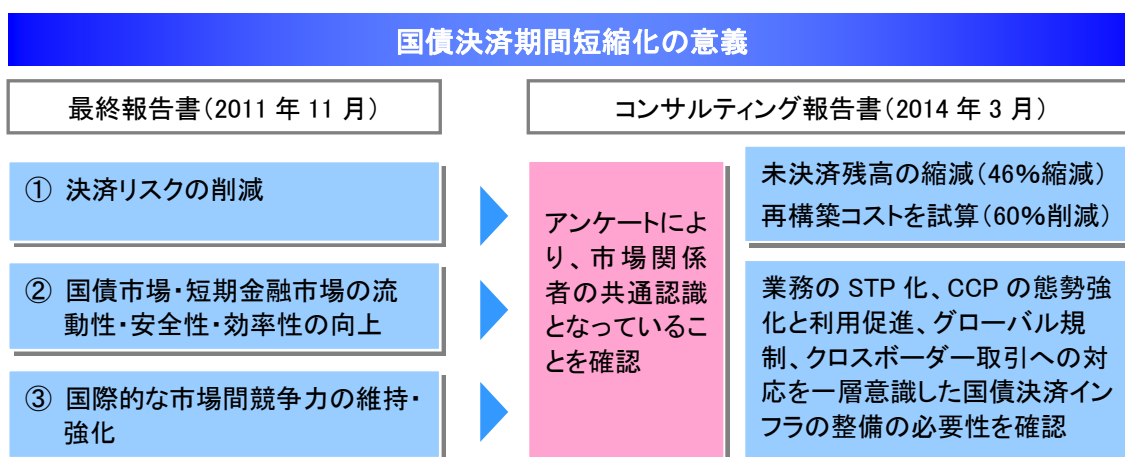 国債決済期間短縮化の意義
最終報告書(2011 年 11 月)
コンサルティング報告書(2014 年 3 月)
① 決済リスクの削減
② 国債市場・短期金融市場の流
動性・安全性・効率性の向上
③ 国際的な市場間競争力の維持・
強化
アンケートによ
り、市場関係
者の共通認識
となっているこ
とを確認
未決済残高の縮減(46%縮減)
再構築コストを試算(60%削減)
業務の STP 化、CCP の態勢強
化と利用促進、グローバル規
制、クロスボーダー取引への対
応を一層意識した国債決済イン
フラの整備の必要性を確認